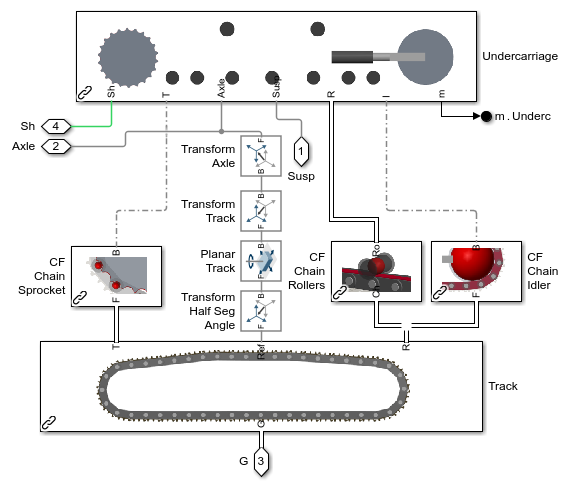 Undercarriage
Sh
T
Axle
Susp
R
I
m
m . Underc
Sh 4
Axle 2
1
Susp
Transform
Axle
F
B
Transform
Track
B
F
Planar
Track
B
F
Transform
Half Seg
Angle
B
F
CF
Chain
Sprocket
B
F
CF
Chain
Rollers
Ro
C
CF
Chain
Idler
B
F
T
Ref
R
Track
G
G 3